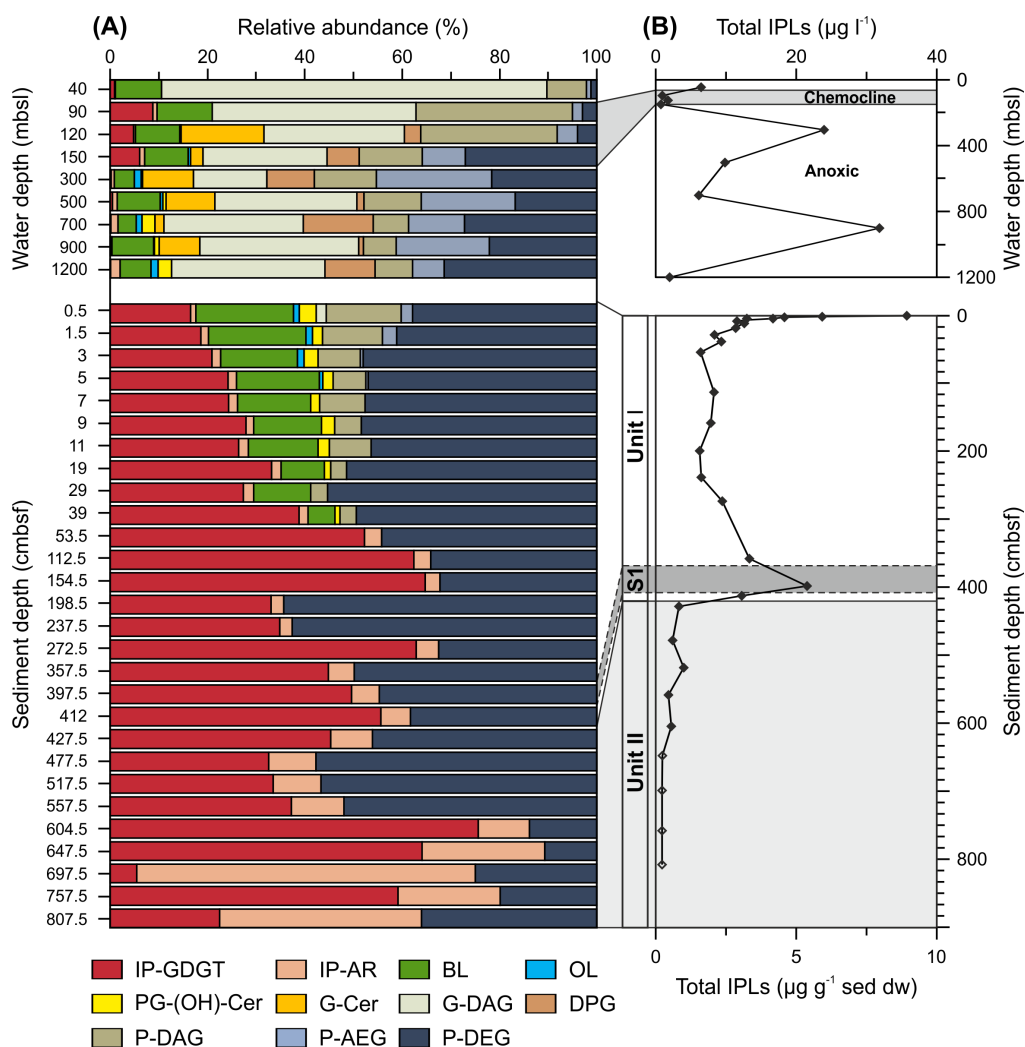 (A) Relative abundance (%)
0 20 40 60 80 100
Water depth (mbsl)
40
90
120
150
300
500
700
900
1200
Sediment depth (cmbsf)
0.5
1.5
3
5
7
9
11
19
29
39
53.5
112.5
154.5
198.5
237.5
272.5
357.5
397.5
412
427.5
477.5
517.5
557.5
604.5
647.5
697.5
757.5
807.5
(B) Total IPLs (µg l⁻¹)
0 5 10
Chemocline
Anoxic
0
400
800
1200
Water depth (mbsl)
Unit I
S1
Unit II
0
200
400
600
800
Sediment depth (cmbsf)
0 5 10
Total IPLs (µg g⁻¹ sed dw)
IP-GDGT IP-AR BL OL
PG-(OH)-Cer G-Cer G-DAG DPG
P-DAG P-AEG P-DEG